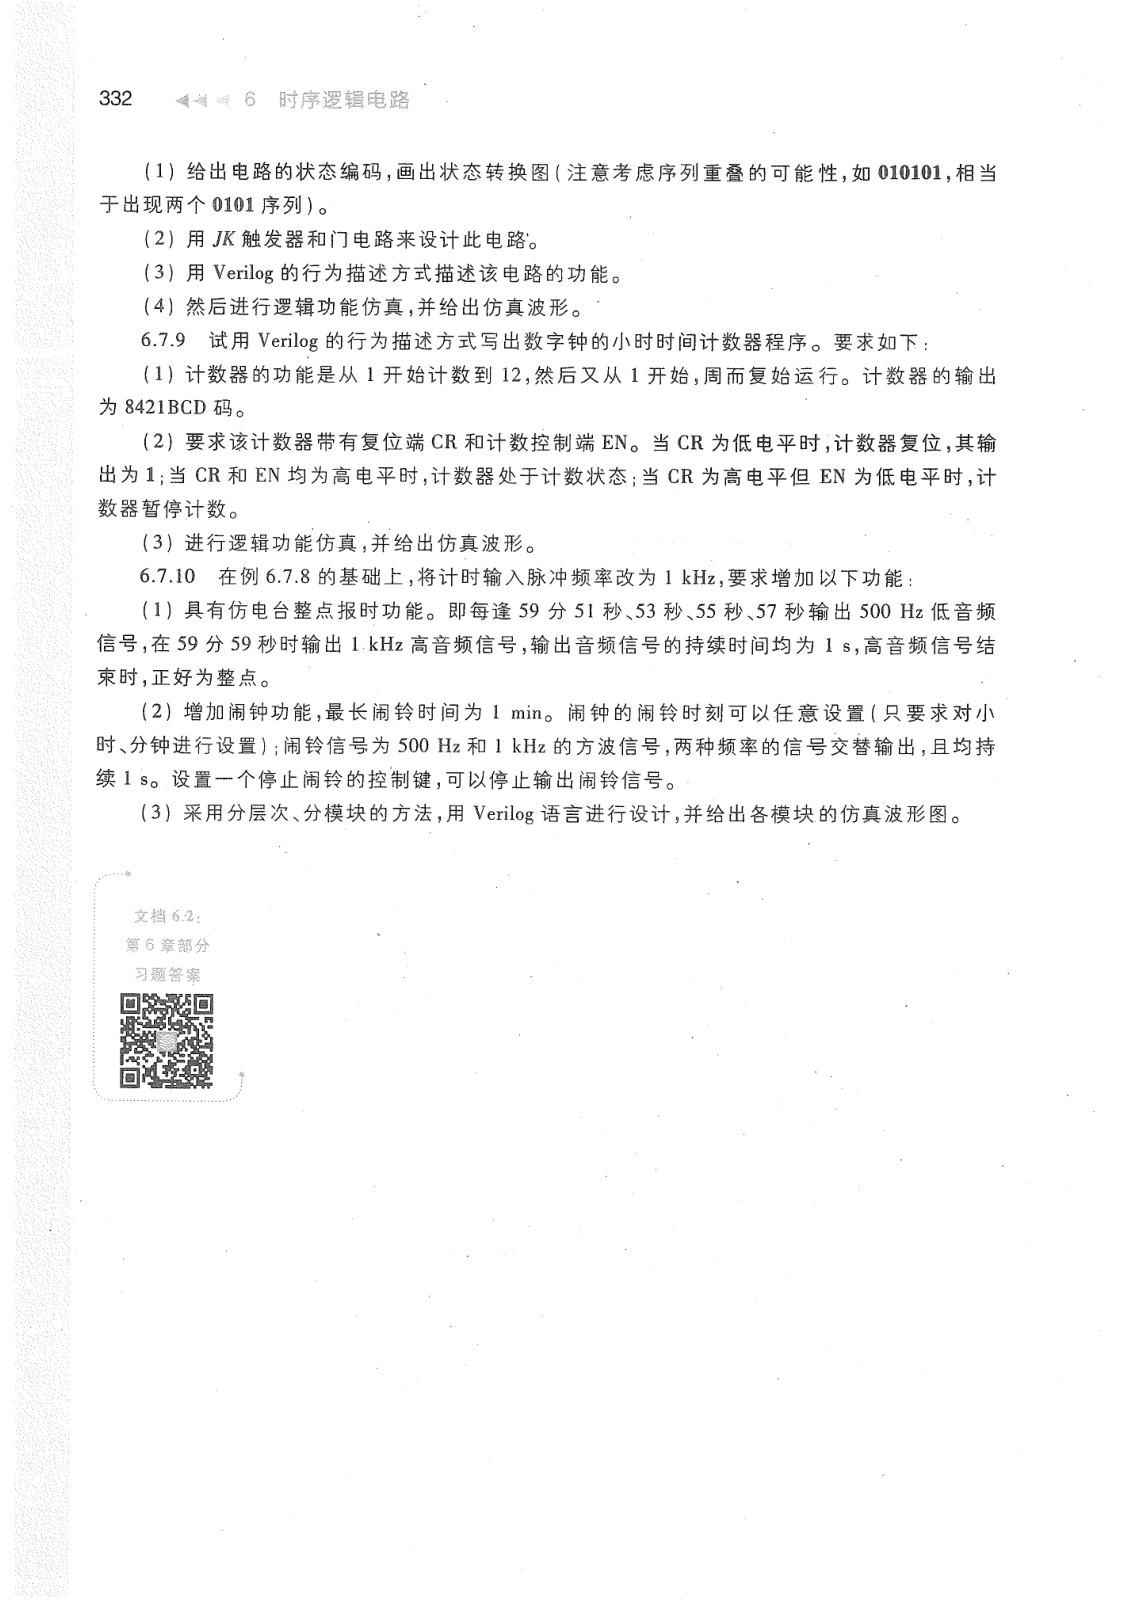 332 6 时序逻辑电路
(1) 给出电路的状态编码,画出状态转换图(注意考虑序列重叠的可能性,如 010101,相当
于出现两个 0101 序列)。
(2) 用 JK 触发器和门电路来设计此电路。
(3) 用 Verilog 的行为描述方式描述该电路的功能。
(4) 然后进行逻辑功能仿真,并给出仿真波形。
6.7.9 试用 Verilog 的行为描述方式写出数字钟的小时时间计数器程序。要求如下:
(1) 计数器的功能是从 1 开始计数到 12,然后又从 1 开始,周而复始运行。计数器的输出
为 8421BCD 码。
(2) 要求该计数器带有复位端 CR 和计数控制端 EN。当 CR 为低电平时,计数器复位,其输
出为 1;当 CR 和 EN 均为高电平时,计数器处于计数状态;当 CR 为高电平但 EN 为低电平时,计
数器暂停计数。
(3) 进行逻辑功能仿真,并给出仿真波形。
6.7.10 在例 6.7.8 的基础上,将计时输入脉冲频率改为 1 kHz,要求增加以下功能:
(1) 具有仿电台整点报时功能。即每逢 59 分 51 秒、53 秒、55 秒、57 秒输出 500 Hz 低音频
信号,在 59 分 59 秒时输出 1 kHz 高音频信号,输出音频信号的持续时间均为 1 s,高音频信号结
束时,正好为整点。
(2) 增加闹钟功能,最长闹铃时间为 1 min。闹钟的闹铃时刻可以任意设置(只要求对小
时、分钟进行设置);闹铃信号为 500 Hz 和 1 kHz 的方波信号,两种频率的信号交替输出,且均持
续 1 s。设置一个停止闹铃的控制键,可以停止输出闹铃信号。
(3) 采用分层次、分模块的方法,用 Verilog 语言进行设计,并给出各模块的仿真波形图。
文档 6.2:
第 6 章部分
习题答案